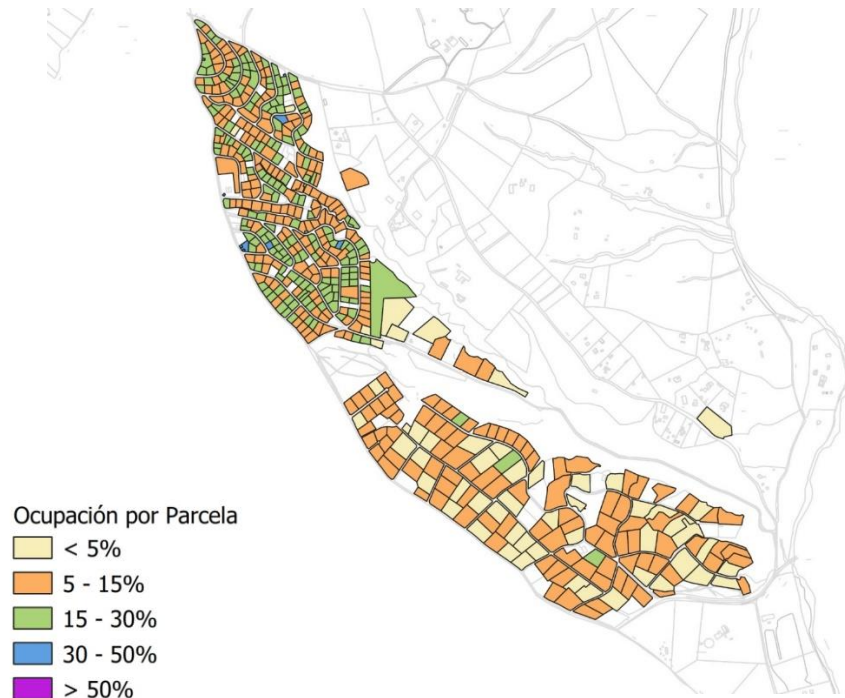 Ocupación por Parcela
< 5%
5 - 15%
15 - 30%
30 - 50%
> 50%